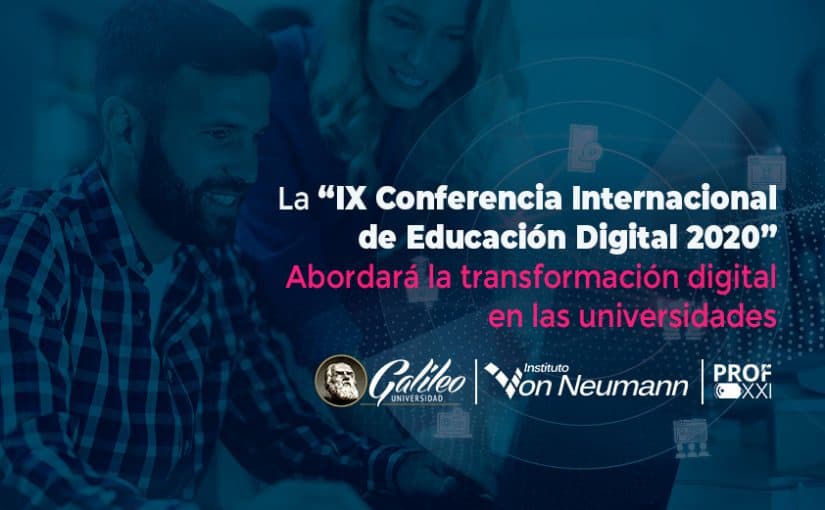 La “IX Conferencia Internacional
de Educación Digital 2020”
Abordará la transformación digital
en las universidades
Galileo
UNIVERSIDAD
Instituto
Von Neumann
PROF
XXI